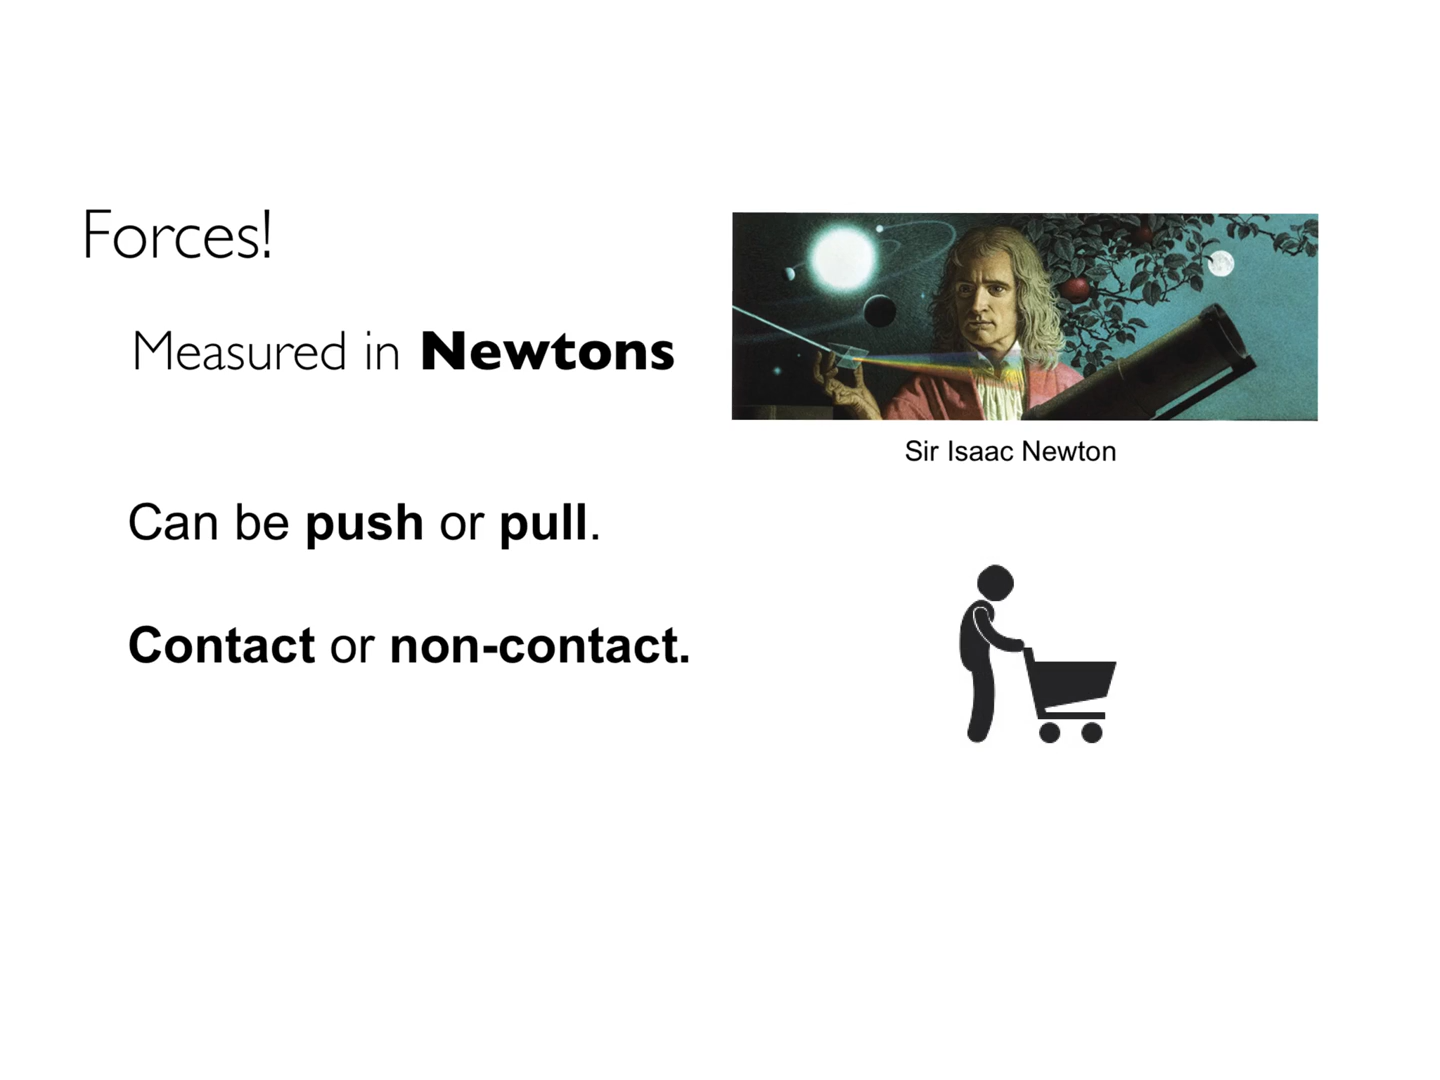 Forces!
Measured in Newtons
Sir Isaac Newton
Can be push or pull.
Contact or non-contact.